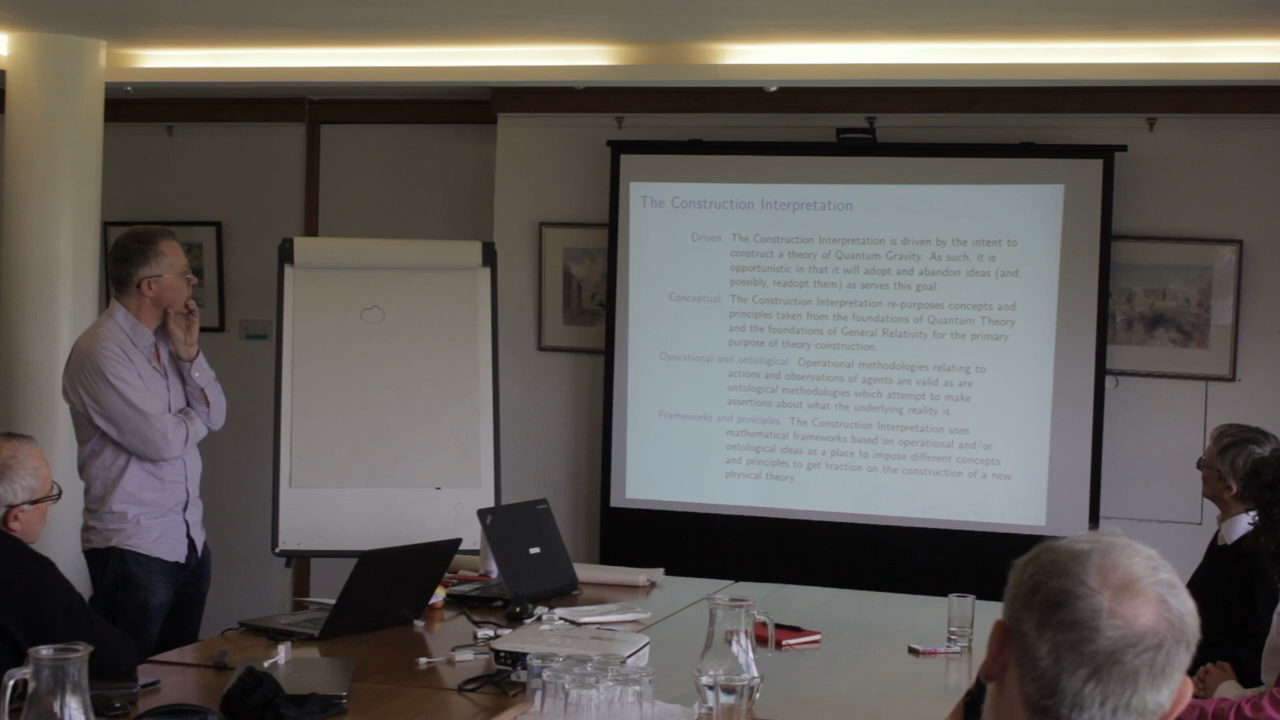 The Construction Interpretation
Driven The Construction Interpretation is driven by the intent to
construct a theory of Quantum Gravity. As such, it is
opportunistic in that it will adopt and abandon ideas (and,
possibly, readopt them) as serves this goal.
Conceptual The Construction Interpretation re-purposes concepts and
principles taken from the foundations of Quantum Theory
and the foundations of General Relativity for the primary
purpose of theory construction.
Operational and ontological. Operational methodologies relating to
actions and observations of agents are valid as are
ontological methodologies which attempt to make
assertions about what the underlying reality is.
Frameworks and principles. The Construction Interpretation uses
mathematical frameworks based on operational and/or
ontological ideas as a place to impose different concepts
and principles to get traction on the construction of a new
physical theory.